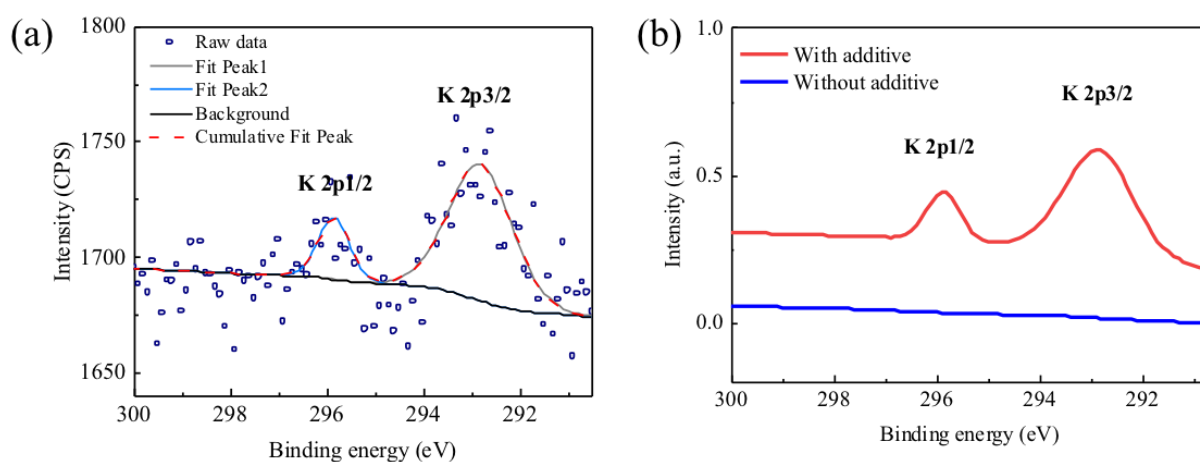 (a)
1800
1750
1700
1650
Intensity (CPS)
Raw data
Fit Peak1
Fit Peak2
Background
Cumulative Fit Peak
K 2p3/2
K 2p1/2
300 298 296 294 292
Binding energy (eV)
(b)
1.0
0.5
0.0
Intensity (a.u.)
With additive
Without additive
K 2p3/2
K 2p1/2
300 298 296 294 292
Binding energy (eV)